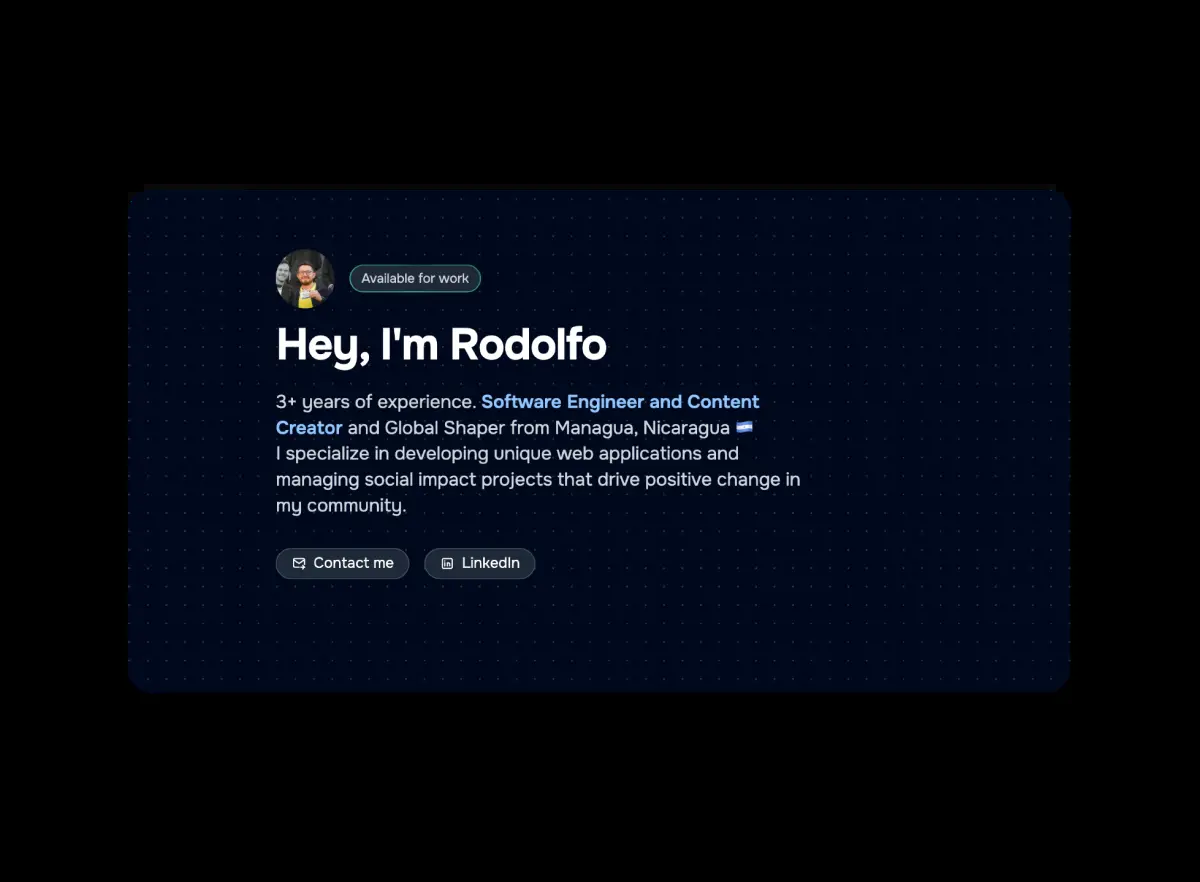 Available for work
Hey, I'm Rodolfo
3+ years of experience. Software Engineer and Content
Creator and Global Shaper from Managua, Nicaragua 🇳🇮
I specialize in developing unique web applications and
managing social impact projects that drive positive change in
my community.
Contact me
LinkedIn